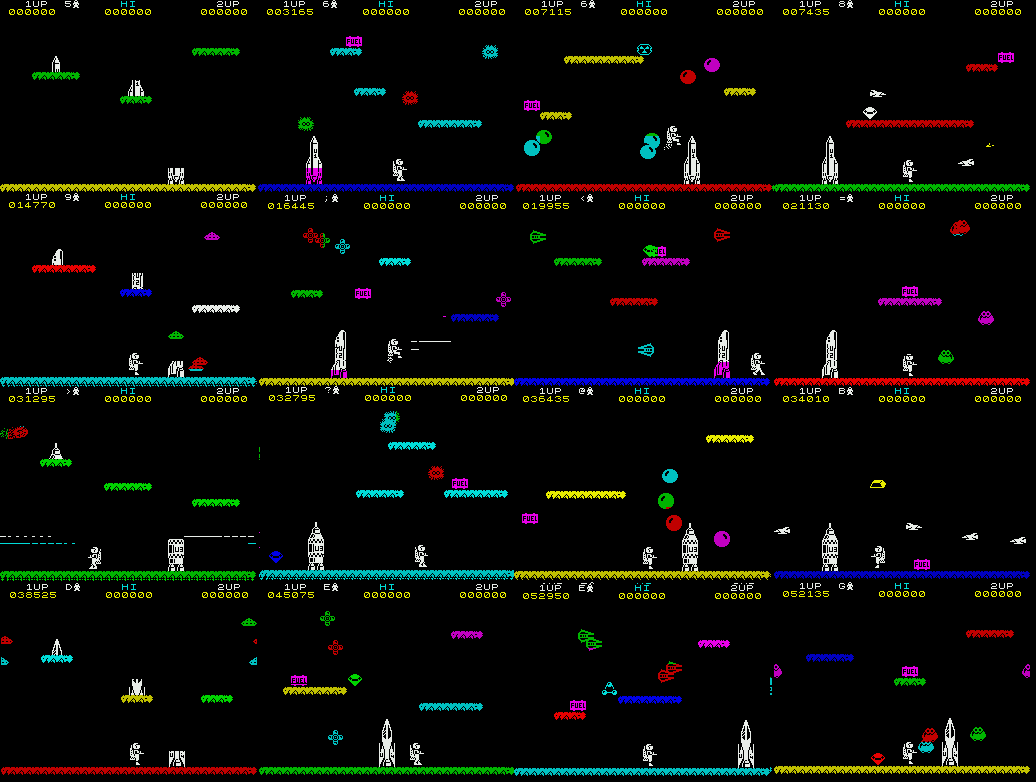 1UP 5 HI 2UP
000000 000000 000000
1UP 6 HI 2UP
003165 000000 000000
FUEL
1UP 6 HI 2UP
007115 000000 000000
FUEL
1UP 8 HI 2UP
007435 000000 000000
FUEL
1UP 9 HI 2UP
014770 000000 000000
1UP ; HI 2UP
016445 000000 000000
FUEL
1UP < HI 2UP
019955 000000 000000
FUEL
1UP = HI 2UP
021130 000000 000000
FUEL
1UP > HI 2UP
031295 000000 000000
1UP ? HI 2UP
032795 000000 000000
FUEL
1UP @ HI 2UP
036435 000000 000000
FUEL
1UP B HI 2UP
034010 000000 000000
FUEL
1UP D HI 2UP
038525 000000 000000
1UP E HI 2UP
045075 000000 000000
FUEL
1UP E HI 2UP
052950 000000 000000
FUEL
1UP G HI 2UP
052135 000000 000000
FUEL